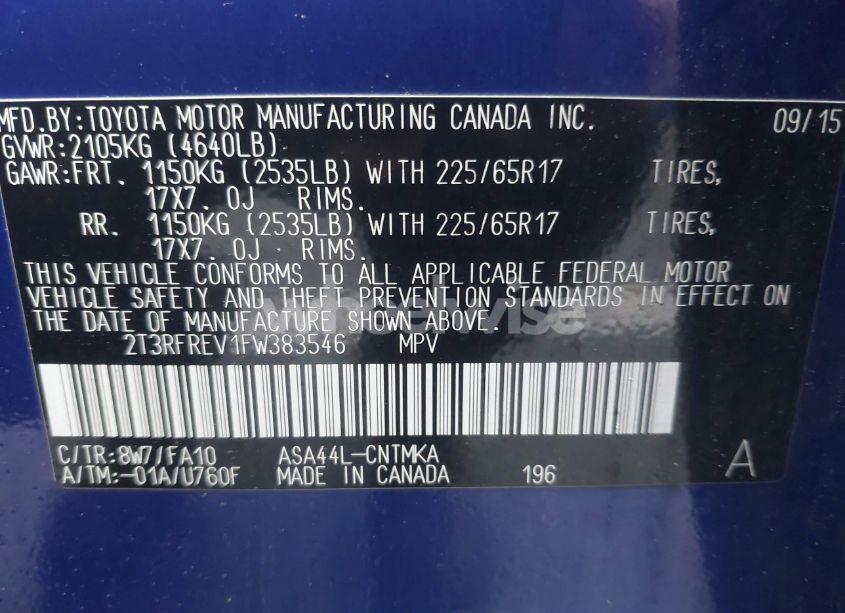 MFD.BY:TOYOTA MOTOR MANUFACTURING CANADA INC. 09/15
GVWR:2105KG (4640LB)
GAWR:FRT. 1150KG (2535LB) WITH 225/65R17 TIRES,
17X7.0J RIMS.
RR. 1150KG (2535LB) WITH 225/65R17 TIRES,
17X7.0J RIMS.
THIS VEHICLE CONFORMS TO ALL APPLICABLE FEDERAL MOTOR
VEHICLE SAFETY AND THEFT PREVENTION STANDARDS IN EFFECT ON
THE DATE OF MANUFACTURE SHOWN ABOVE.
2T3RFREV1FW383546 MPV
C/TR:8W7/FA10 ASA44L-CNTMKA
A/TM:-01A/U760F MADE IN CANADA 196 A